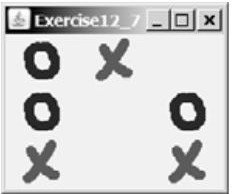 Exercise12_7
O X
O O
X X